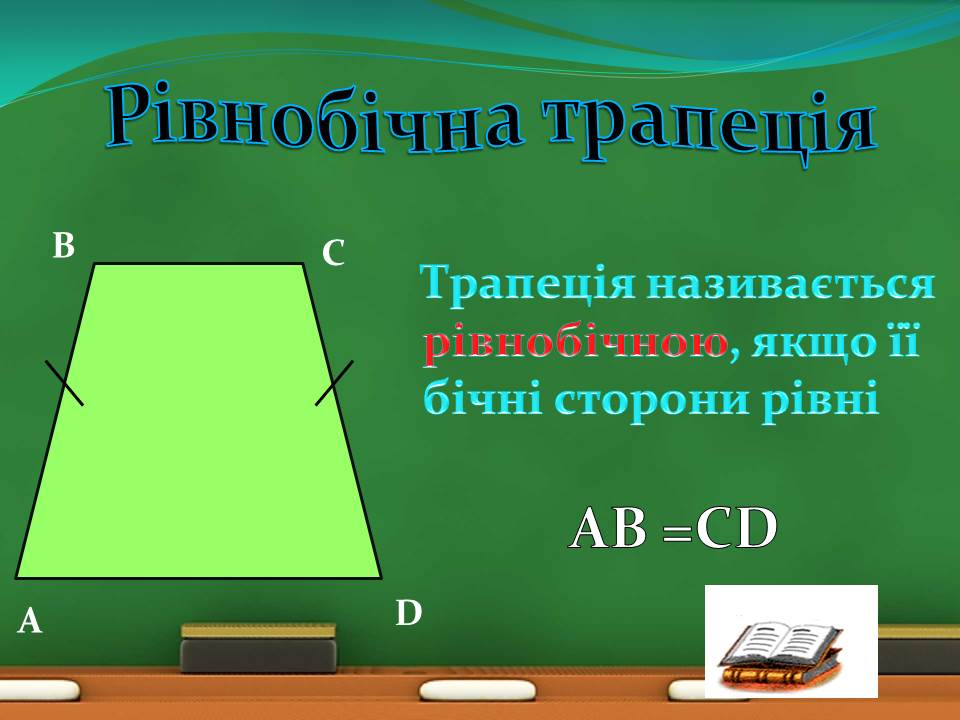 Рівнобічна трапеція
B
C
Трапеція називається
рівнобічною, якщо її
бічні сторони рівні
AB =CD
A
D